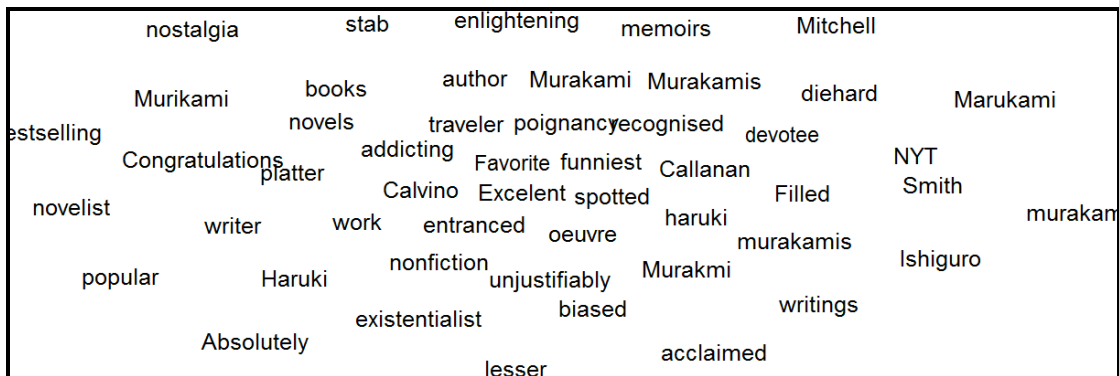 nostalgia stab enlightening memoirs Mitchell
books author Murakami Murakamis diehard
Murikami Marukami
estselling novels traveler poignancy recognised devotee
Congratulations platter addicting Favorite funniest Callanan NYT
Calvino Excelent spotted Filled Smith
novelist writer work entranced oeuvre haruki murakamis murakam
popular Haruki nonfiction unjustifiably Murakmi Ishiguro
existentialist biased writings
Absolutely lesser acclaimed